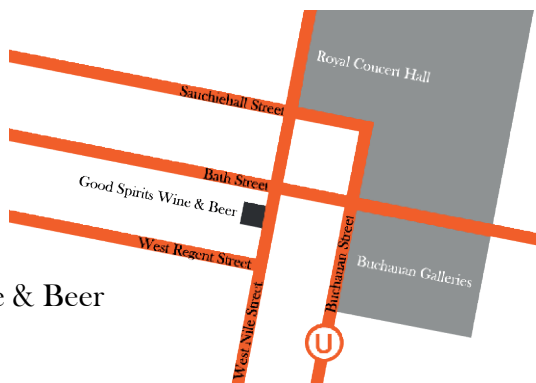 Royal Concert Hall
Sauchiehall Street
Bath Street
Good Spirits Wine & Beer
West Regent Street
Buchanan Street
Buchanan Galleries
& Beer
West Nile Street
U